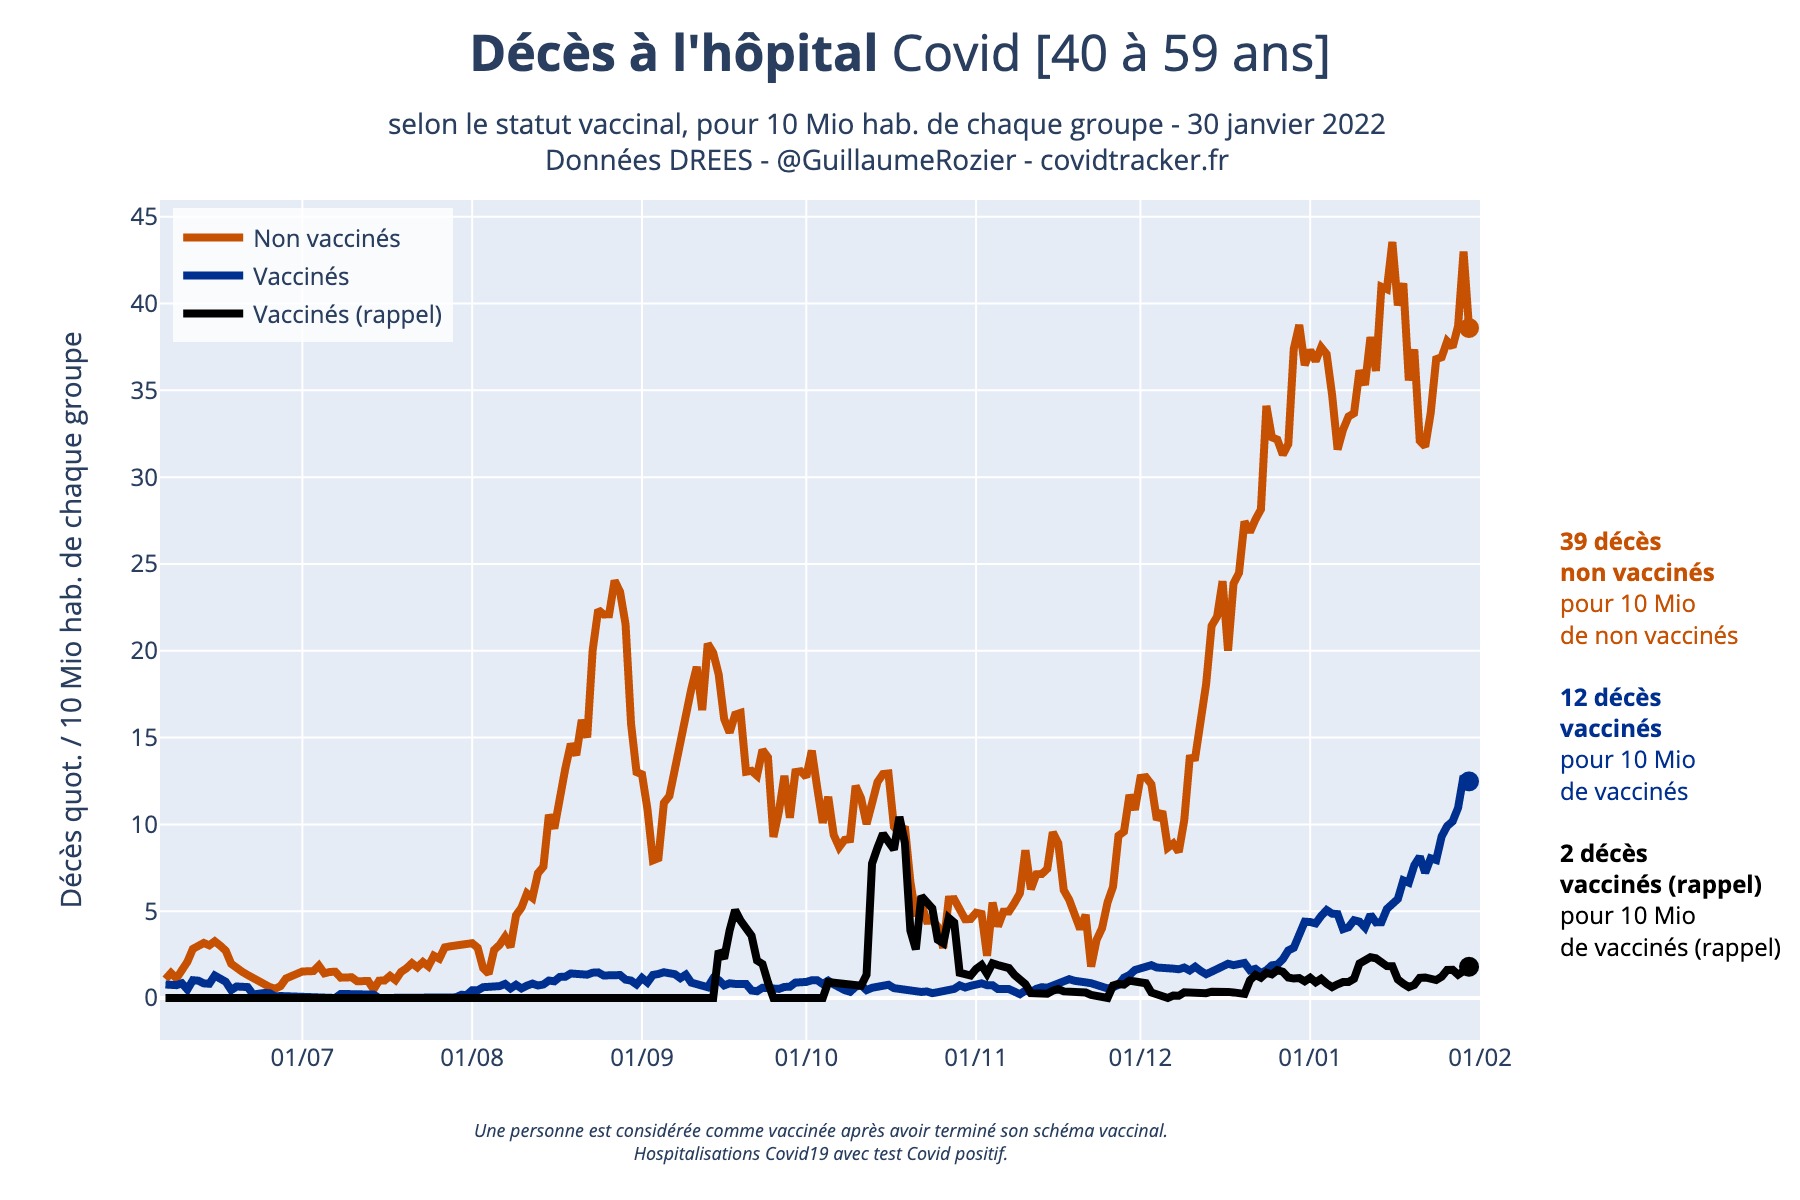 Décès à l'hôpital Covid [40 à 59 ans]
selon le statut vaccinal, pour 10 Mio hab. de chaque groupe - 30 janvier 2022
Données DREES - @GuillaumeRozier - covidtracker.fr
Non vaccinés
Vaccinés
Vaccinés (rappel)
Décès quot. / 10 Mio hab. de chaque groupe
45
40
35
30
25
20
15
10
5
0
01/07 01/08 01/09 01/10 01/11 01/12 01/01 01/02
39 décès
non vaccinés
pour 10 Mio
de non vaccinés
12 décès
vaccinés
pour 10 Mio
de vaccinés
2 décès
vaccinés (rappel)
pour 10 Mio
de vaccinés (rappel)
Une personne est considérée comme vaccinée après avoir terminé son schéma vaccinal.
Hospitalisations Covid19 avec test Covid positif.